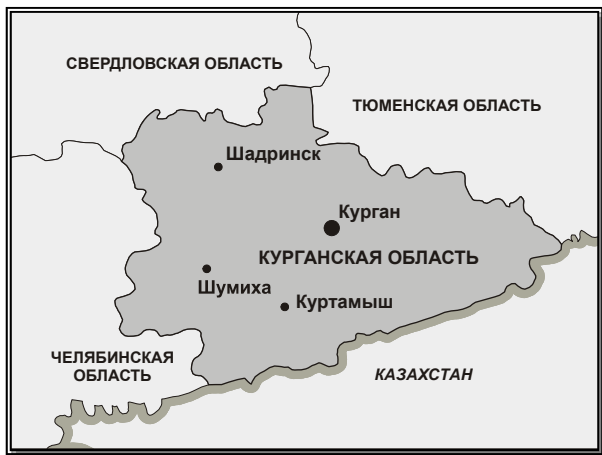 СВЕРДЛОВСКАЯ ОБЛАСТЬ
ТЮМЕНСКАЯ ОБЛАСТЬ
Шадринск
Курган
КУРГАНСКАЯ ОБЛАСТЬ
Шумиха
Куртамыш
ЧЕЛЯБИНСКАЯ
ОБЛАСТЬ
КАЗАХСТАН